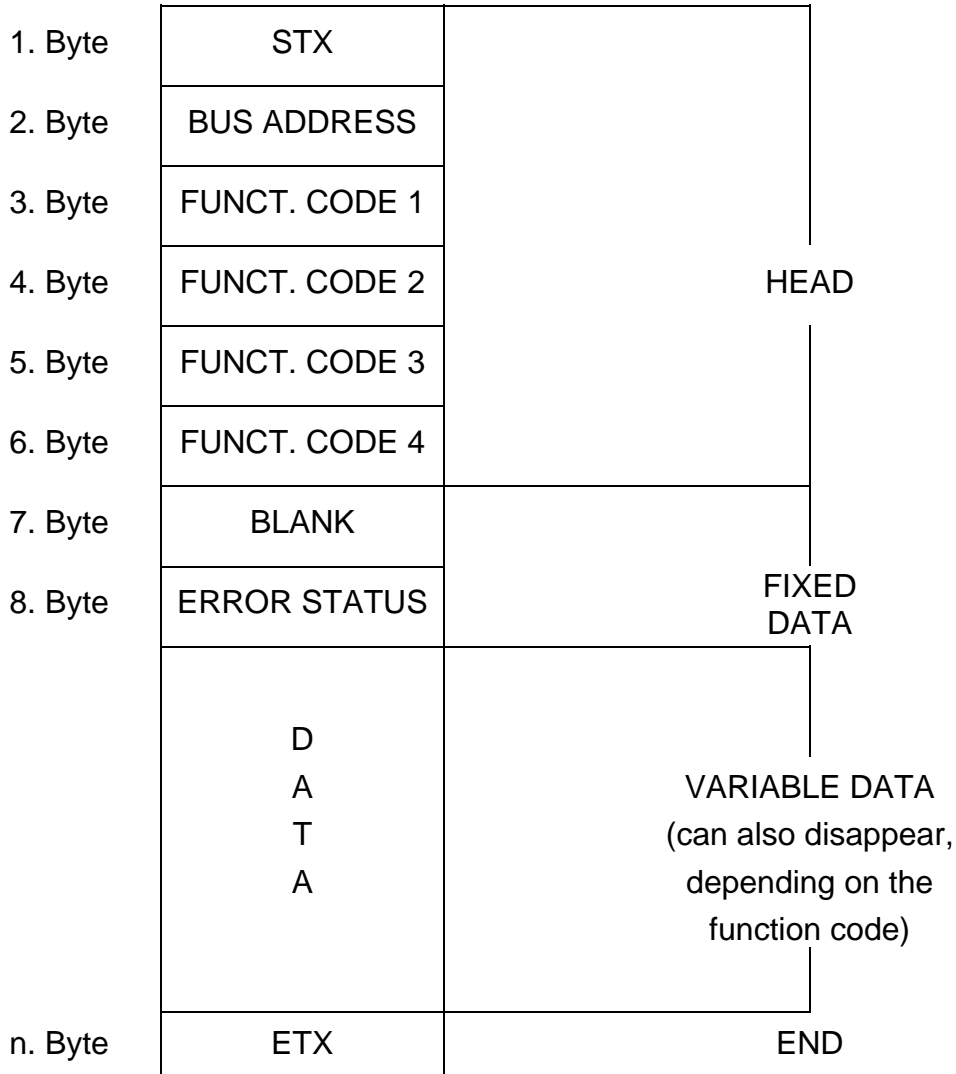 1. Byte STX
2. Byte BUS ADDRESS
3. Byte FUNCT. CODE 1
4. Byte FUNCT. CODE 2 HEAD
5. Byte FUNCT. CODE 3
6. Byte FUNCT. CODE 4
7. Byte BLANK
8. Byte ERROR STATUS
FIXED
DATA
D
A
T
A
VARIABLE DATA
(can also disappear,
depending on the
function code)
n. Byte ETX END